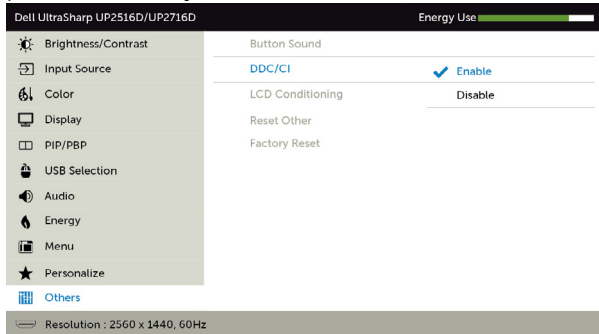 Dell UltraSharp UP2516D/UP2716D Energy Use
Brightness/Contrast Button Sound
Input Source DDC/CI Enable
Color LCD Conditioning Disable
Display Reset Other
PIP/PBP Factory Reset
USB Selection
Audio
Energy
Menu
Personalize
Others
Resolution : 2560 x 1440, 60Hz